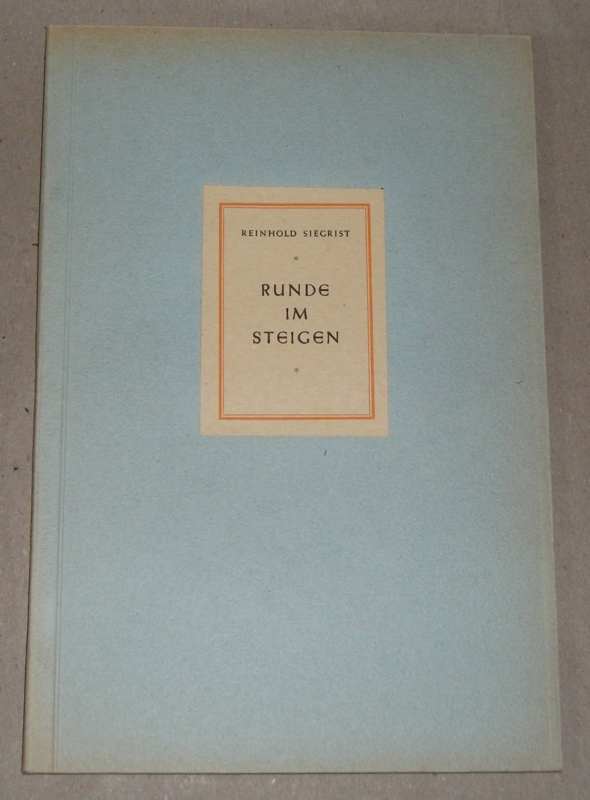 REINHOLD SIEGRIST
*
RUNDE
IM
STEIGEN
*